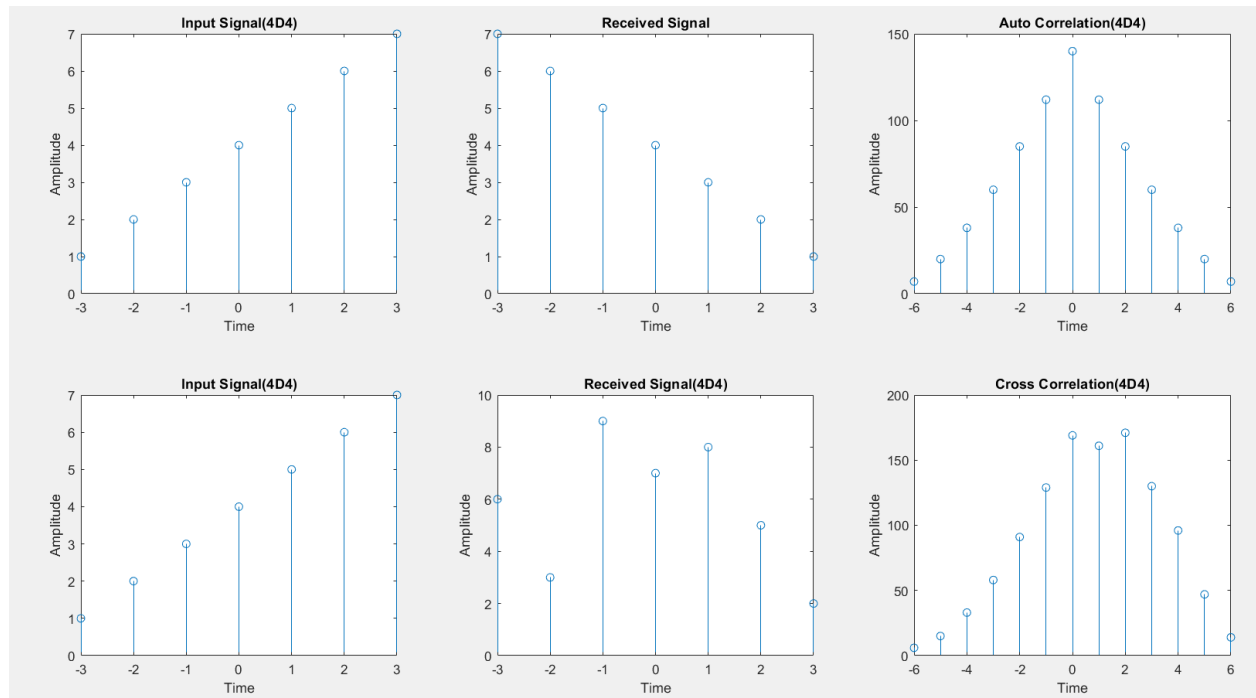 Input Signal(4D4)
7
6
5
4
3
2
1
0
Amplitude
-3 -2 -1 0 1 2 3
Time
Received Signal
7
6
5
4
3
2
1
0
Amplitude
-3 -2 -1 0 1 2 3
Time
Auto Correlation(4D4)
150
100
50
0
Amplitude
-6 -4 -2 0 2 4 6
Time
Input Signal(4D4)
7
6
5
4
3
2
1
0
Amplitude
-3 -2 -1 0 1 2 3
Time
Received Signal(4D4)
10
8
6
4
2
0
Amplitude
-3 -2 -1 0 1 2 3
Time
Cross Correlation(4D4)
200
150
100
50
0
Amplitude
-6 -4 -2 0 2 4 6
Time